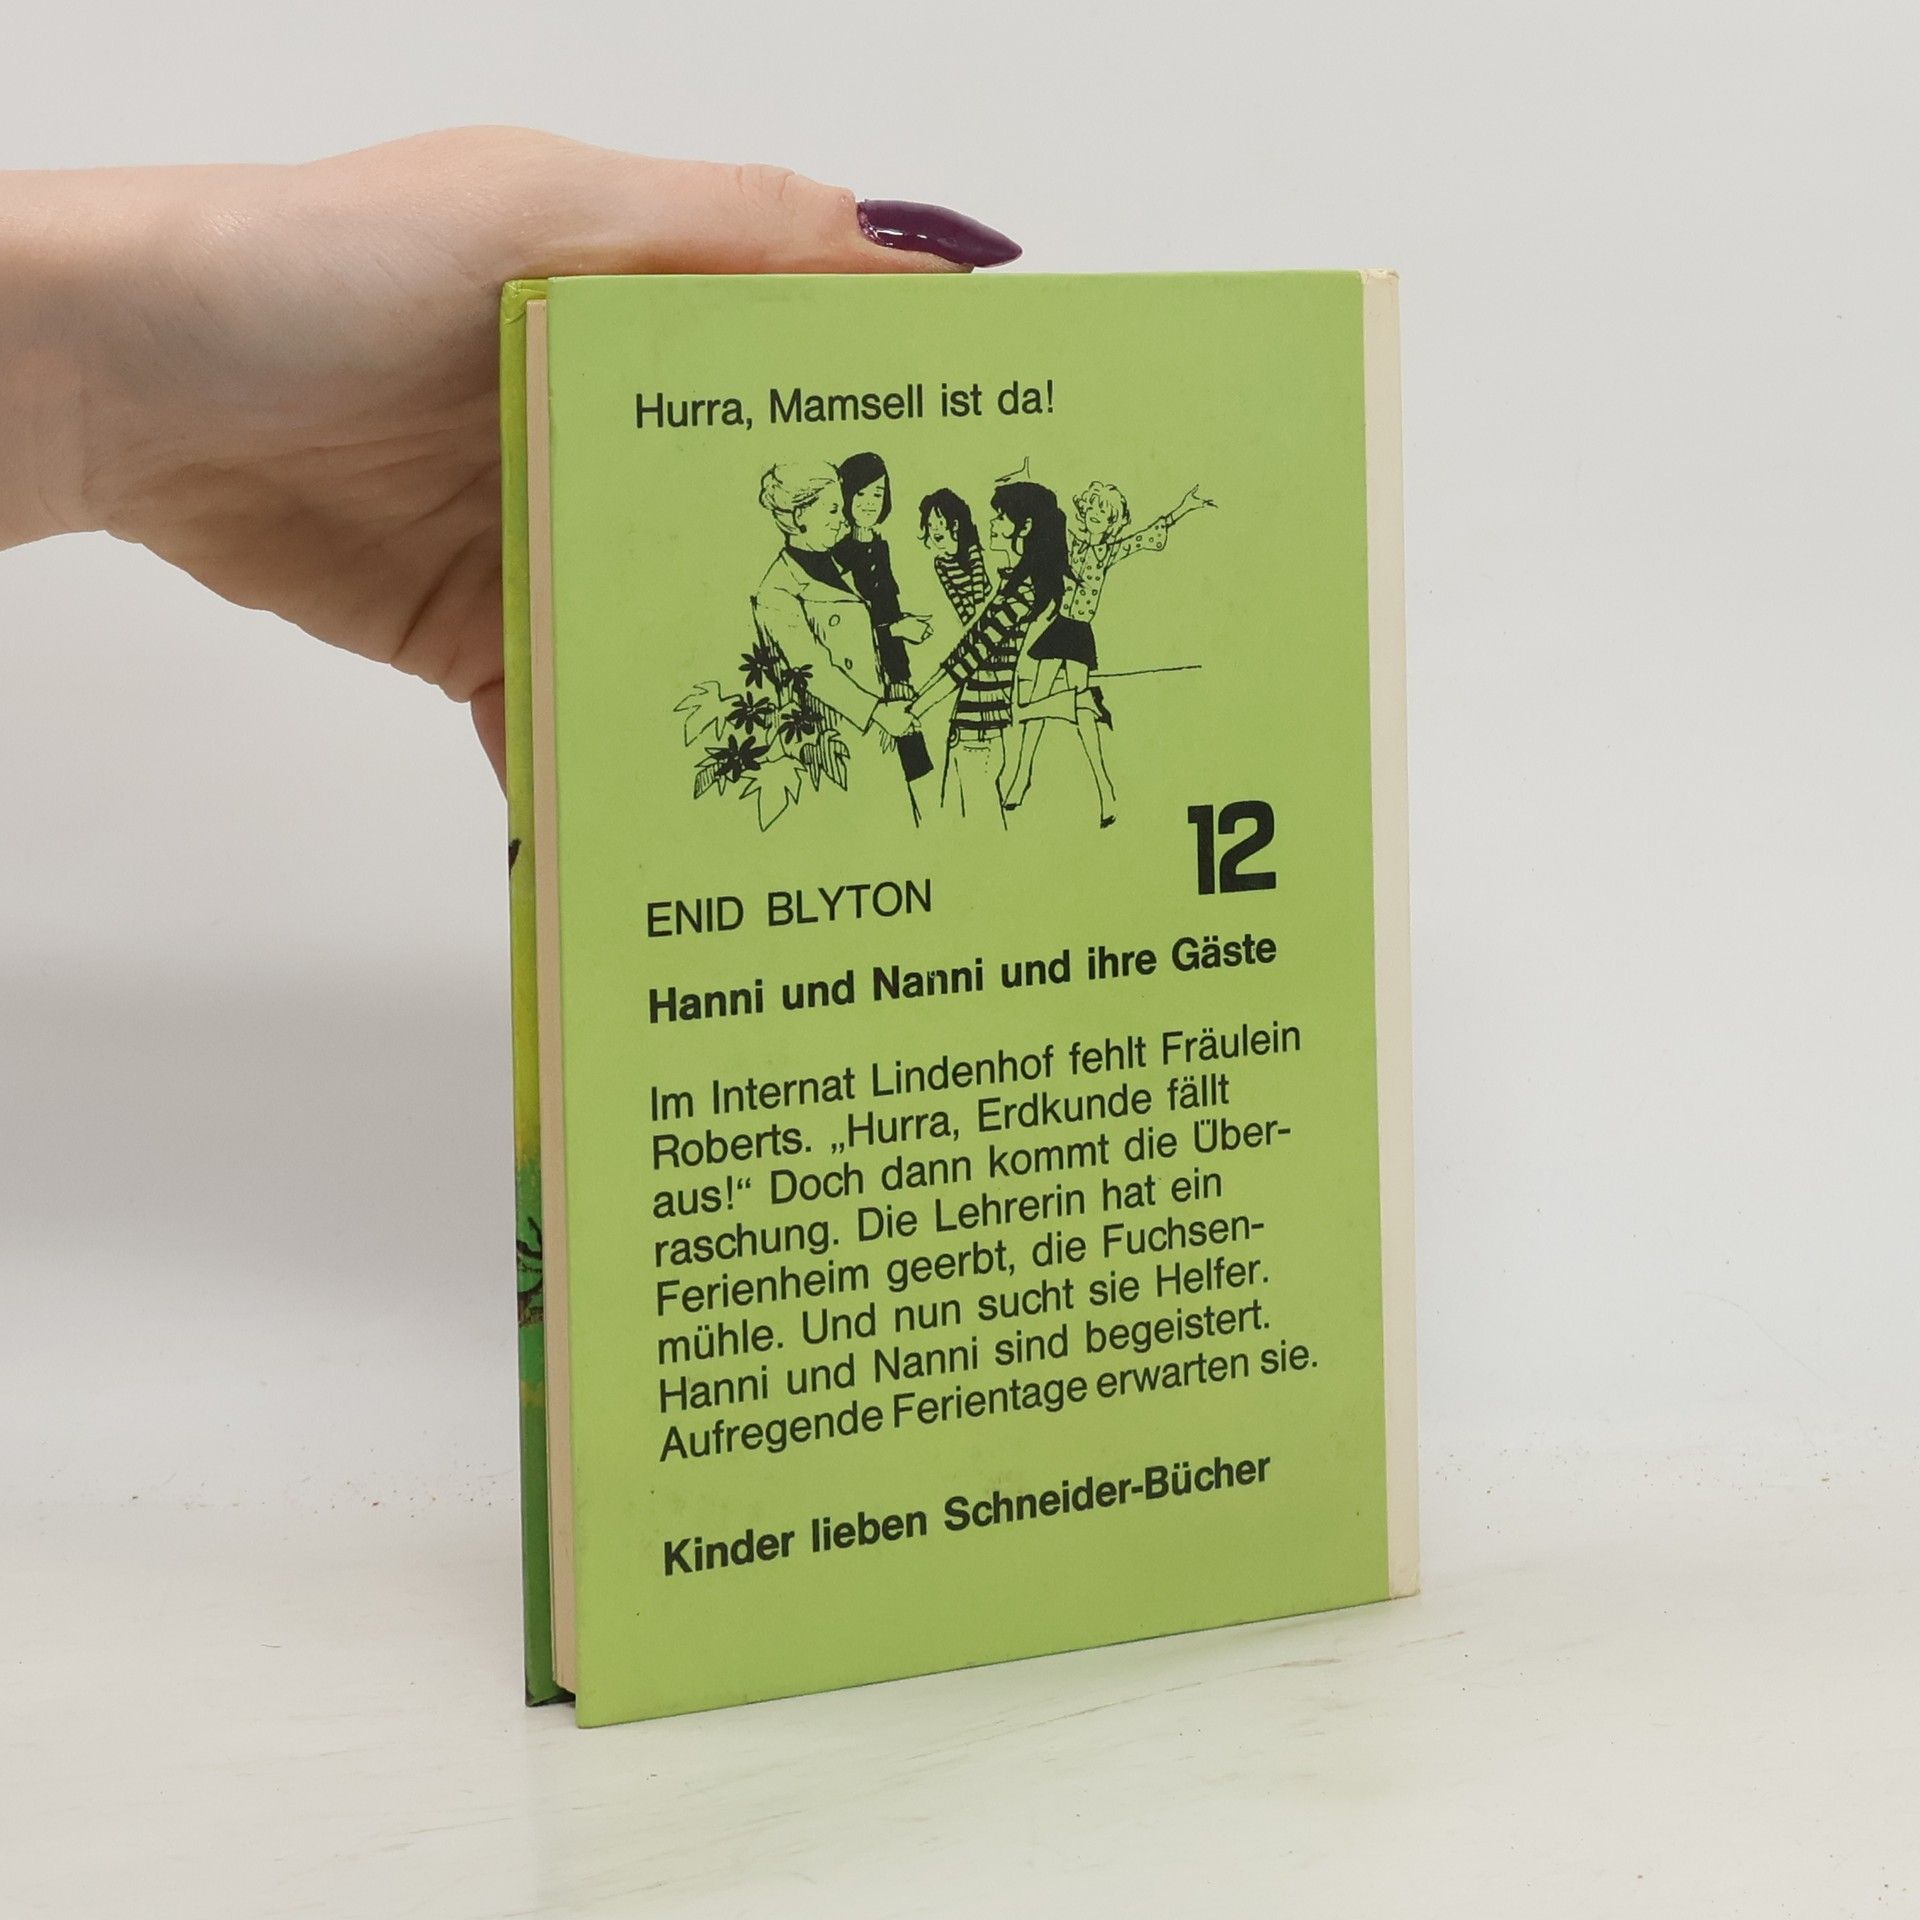 Hurra, Mamsell ist da!
12
ENID BLYTON
Hanni und Nanni und ihre Gäste
Im Internat Lindenhof fehlt Fräulein
Roberts. „Hurra, Erdkunde fällt
aus!“ Doch dann kommt die Über-
raschung. Die Lehrerin hat ein
Ferienheim geerbt, die Fuchsen-
mühle. Und nun sucht sie Helfer.
Hanni und Nanni sind begeistert.
Aufregende Ferientage erwarten sie.
Kinder lieben Schneider-Bücher